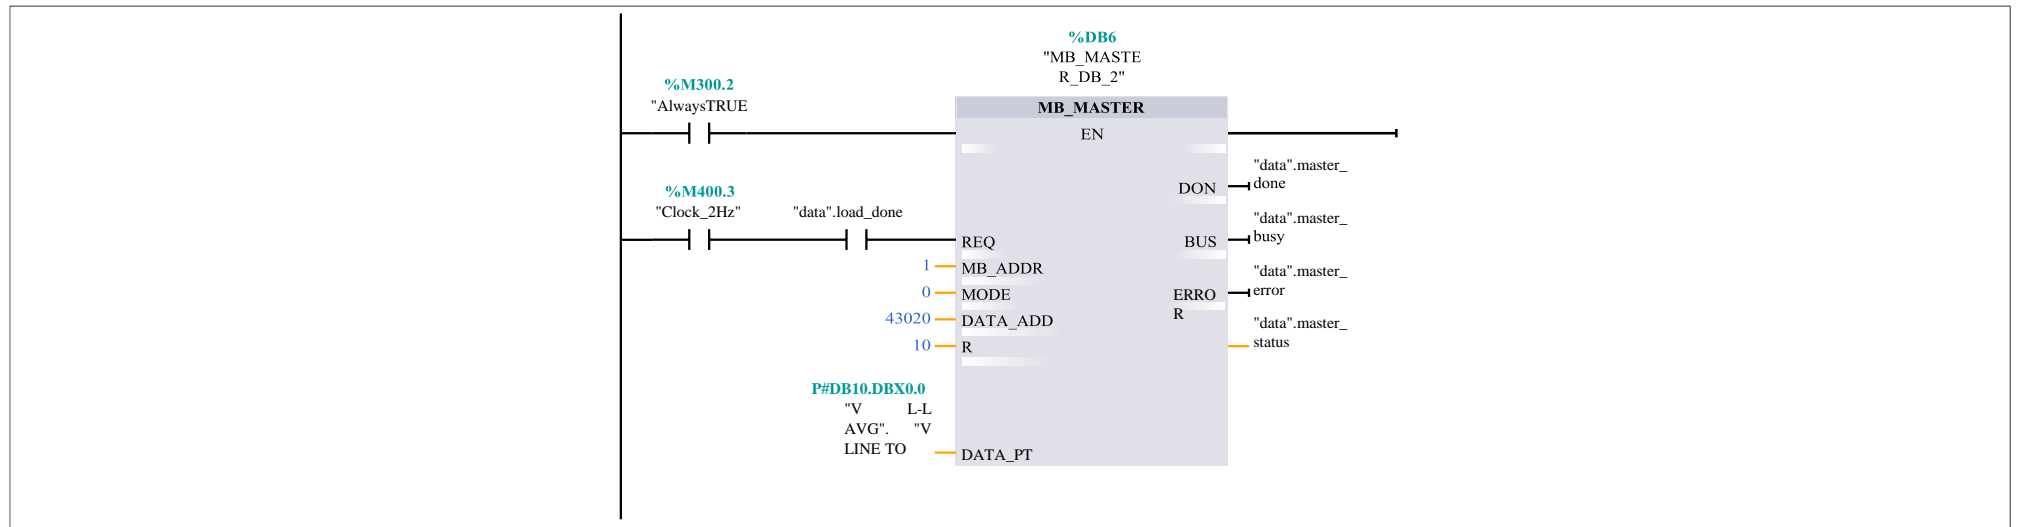 %DB6
"MB_MASTE
R_DB_2"
%M300.2
"AlwaysTRUE
MB_MASTER
EN
"data".master_
done
DON
%M400.3
"Clock_2Hz"
"data".load_done
"data".master_
busy
REQ
BUS
1
MB_ADDR
"data".master_
error
0
MODE
ERRO
R
43020
DATA_ADD
"data".master_
status
10
R
P#DB10.DBX0.0
"V L-L
AVG". "V
LINE TO
DATA_PT